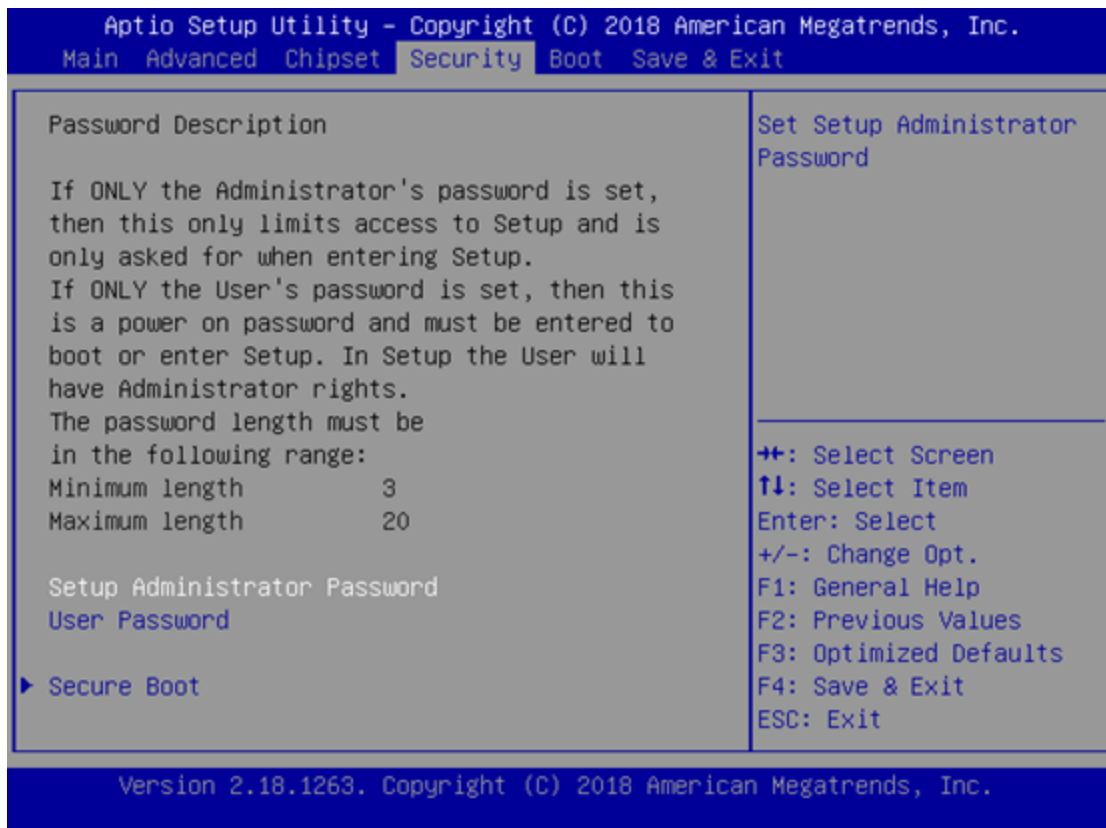 Aptio Setup Utility – Copyright (C) 2018 American Megatrends, Inc.
Main Advanced Chipset Security Boot Save & Exit
Password Description
If ONLY the Administrator's password is set,
then this only limits access to Setup and is
only asked for when entering Setup.
If ONLY the User's password is set, then this
is a power on password and must be entered to
boot or enter Setup. In Setup the User will
have Administrator rights.
The password length must be
in the following range:
Minimum length 3
Maximum length 20
Setup Administrator Password
User Password
Secure Boot
Set Setup Administrator
Password
→←: Select Screen
↑↓: Select Item
Enter: Select
+/-: Change Opt.
F1: General Help
F2: Previous Values
F3: Optimized Defaults
F4: Save & Exit
ESC: Exit
Version 2.18.1263. Copyright (C) 2018 American Megatrends, Inc.